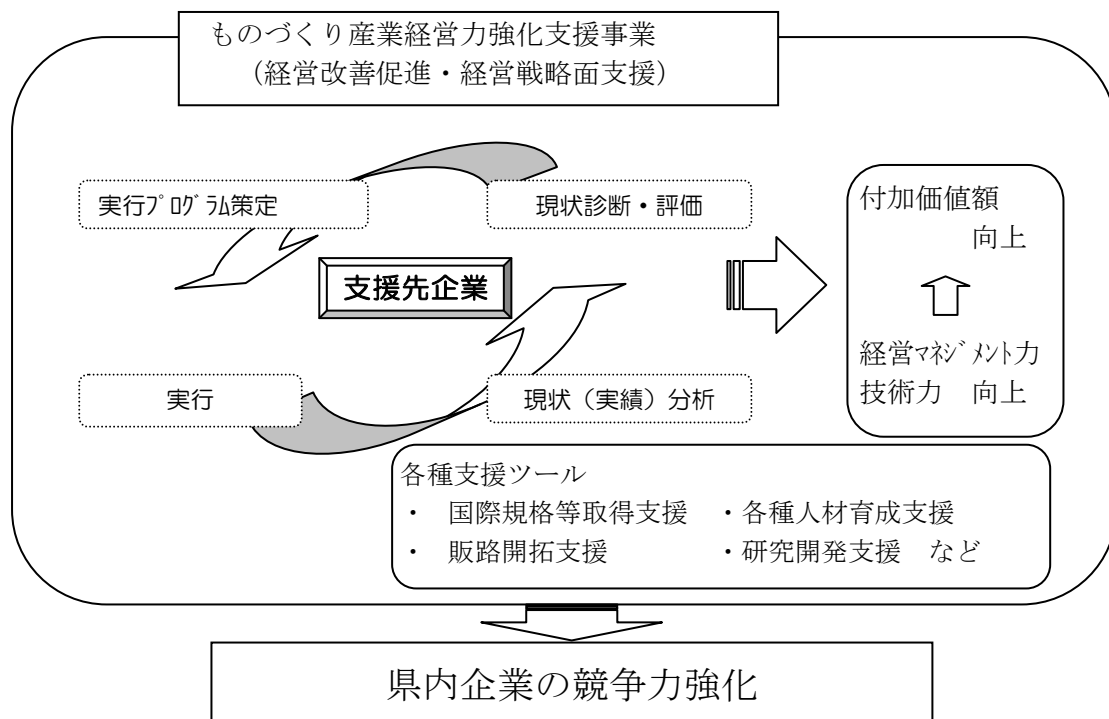 ものづくり産業経営力強化支援事業
（経営改善促進・経営戦略面支援）
実行ﾌﾟﾛｸﾞﾗﾑ策定
現状診断・評価
支援先企業
実行
現状（実績）分析
付加価値額
向上
経営ﾏﾈｼﾞﾒﾝﾄ力
技術力　向上
各種支援ツール
・　国際規格等取得支援　・各種人材育成支援
・　販路開拓支援　　　　・研究開発支援　など
県内企業の競争力強化